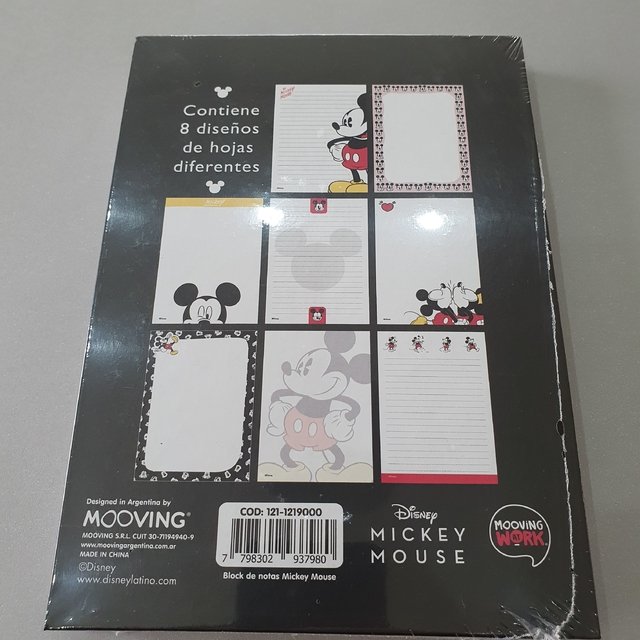 Contiene
8 diseños
de hojas
diferentes
Designed in Argentina by
MOOVING®
MOOVING S.R.L. CUIT 30-71194940-9
www.moovingargentina.com.ar
MADE IN CHINA
©Disney
www.disneylatino.com
COD: 121-1219000
7 798302 937980
Block de notas Mickey Mouse
Disney
MICKEY
MOUSE
MOOVING
WORK